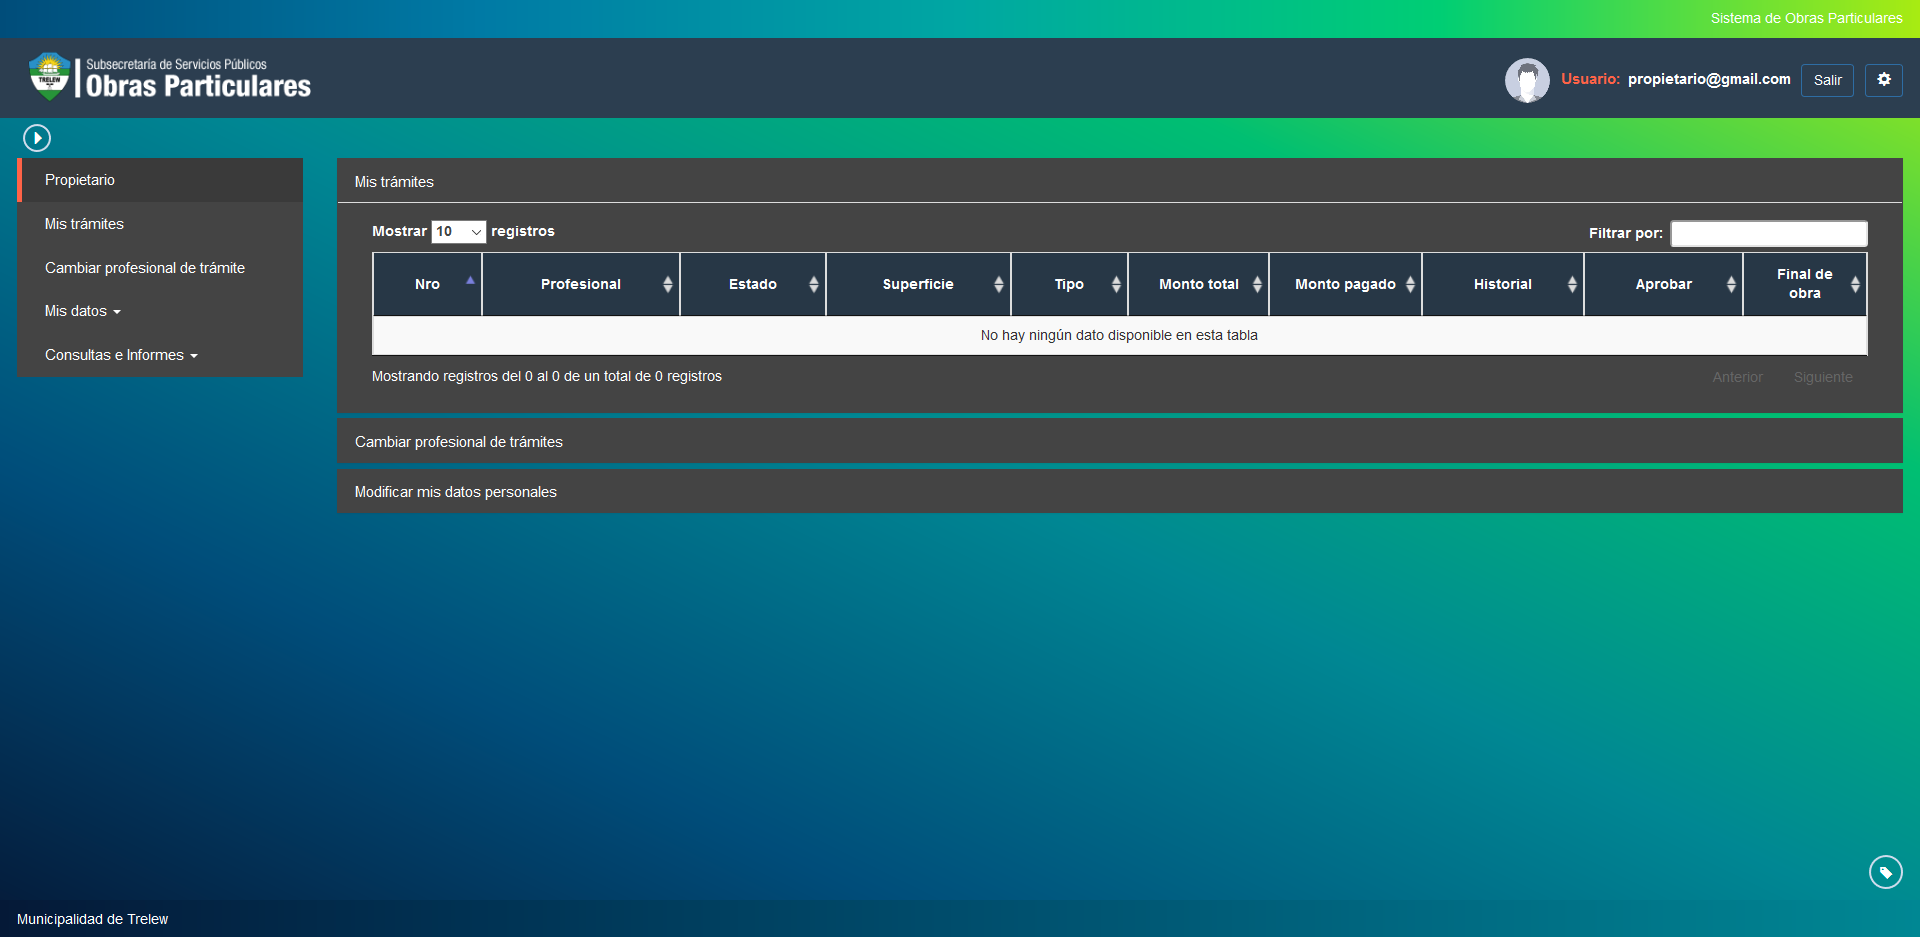 Sistema de Obras Particulares
TRELEW
Subsecretaría de Servicios Públicos
Obras Particulares
Usuario: propietario@gmail.com
Salir
Propietario
Mis trámites
Cambiar profesional de trámite
Mis datos
Consultas e Informes
Mis trámites
Mostrar 10 registros
Filtrar por:
Nro Profesional Estado Superficie Tipo Monto total Monto pagado Historial Aprobar Final de
obra
No hay ningún dato disponible en esta tabla
Mostrando registros del 0 al 0 de un total de 0 registros
Anterior Siguiente
Cambiar profesional de trámites
Modificar mis datos personales
Municipalidad de Trelew